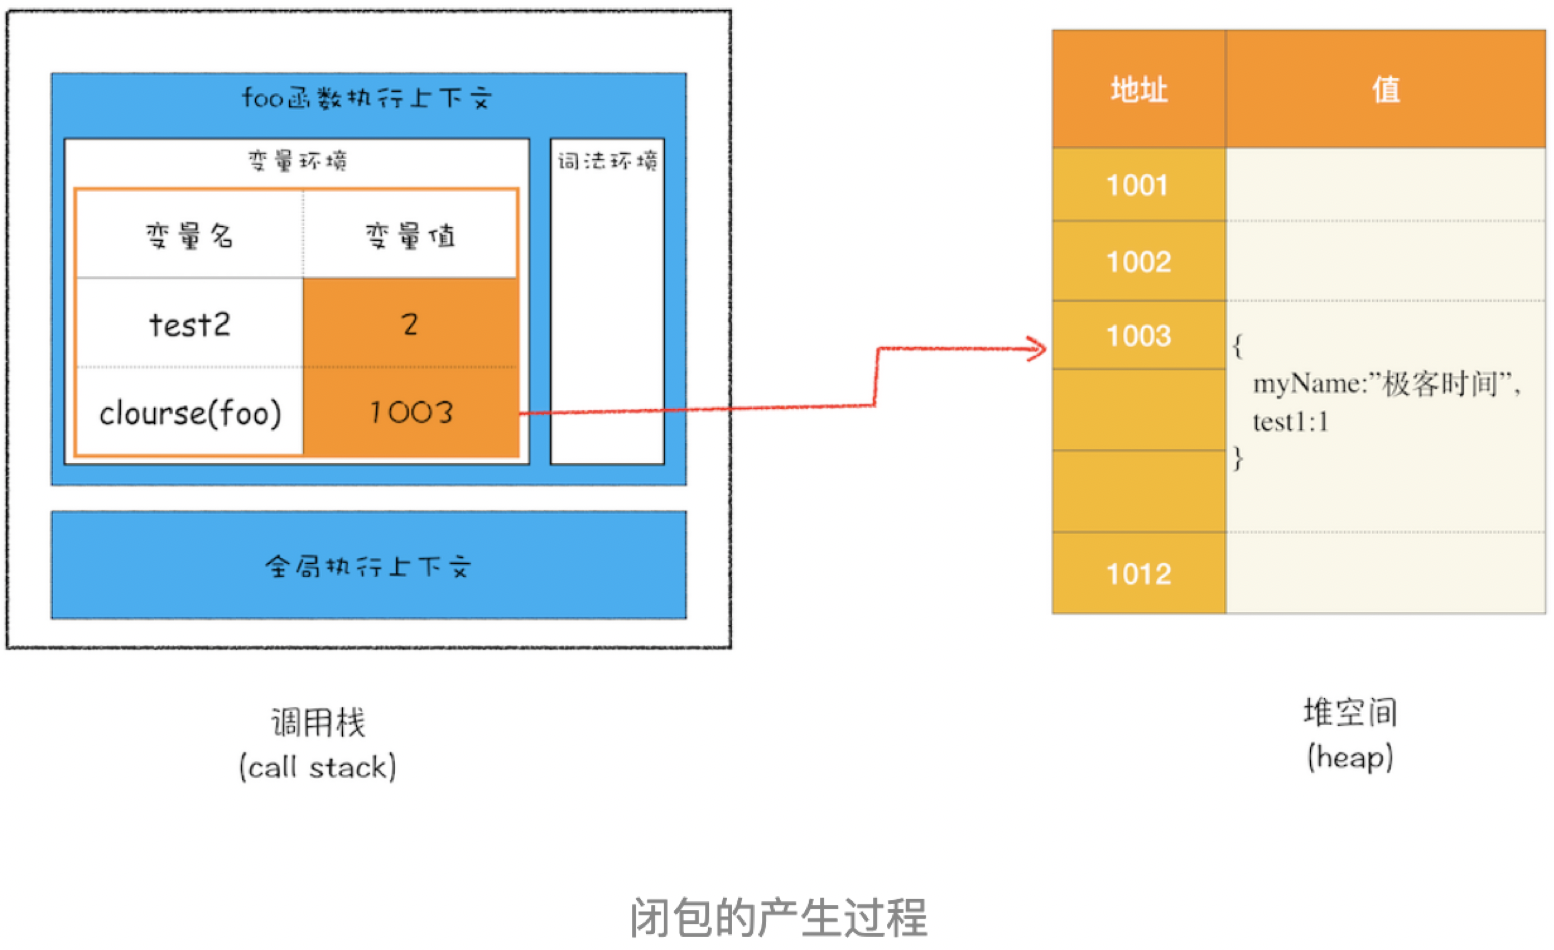 foo函数执行上下文
变量环境
词法环境
变量名 变量值
test2 2
clourse(foo) 1003
全局执行上下文
调用栈
(call stack)
地址 值
1001
1002
1003
{
myName:”极客时间”,
test1:1
}
1012
堆空间
(heap)
闭包的产生过程